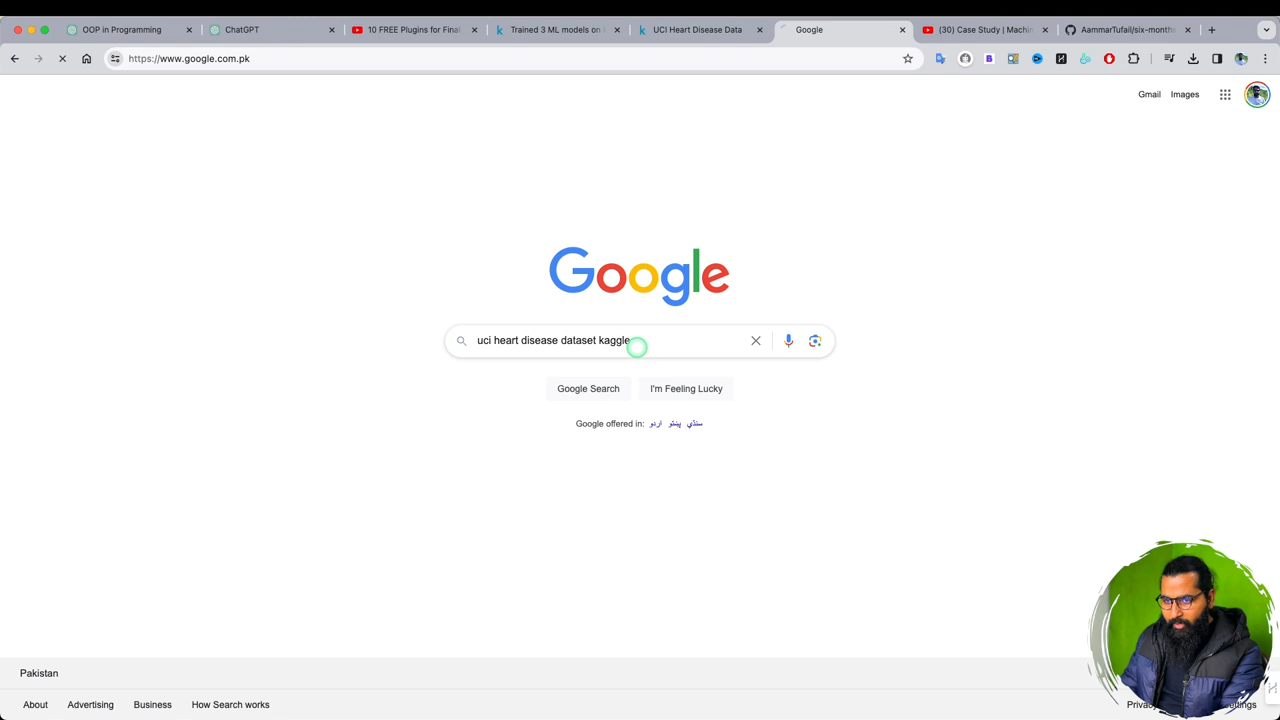 OOP in Programming
ChatGPT
10 FREE Plugins for Final
Trained 3 ML models on
UCI Heart Disease Data
Google
(30) Case Study | Machin
AammarTufail/six-month
https://www.google.com.pk
Gmail
Images
Google
uci heart disease dataset kaggle
Google Search
I'm Feeling Lucky
Google offered in: اردو پښتو سنڌي
Pakistan
About
Advertising
Business
How Search works